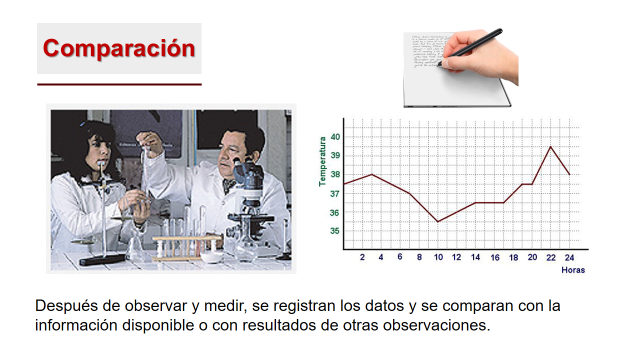 Comparación
Temperatura
40
39
38
37
36
35
2 4 6 8 10 12 14 16 18 20 22 24
Horas
Después de observar y medir, se registran los datos y se comparan con la
información disponible o con resultados de otras observaciones.